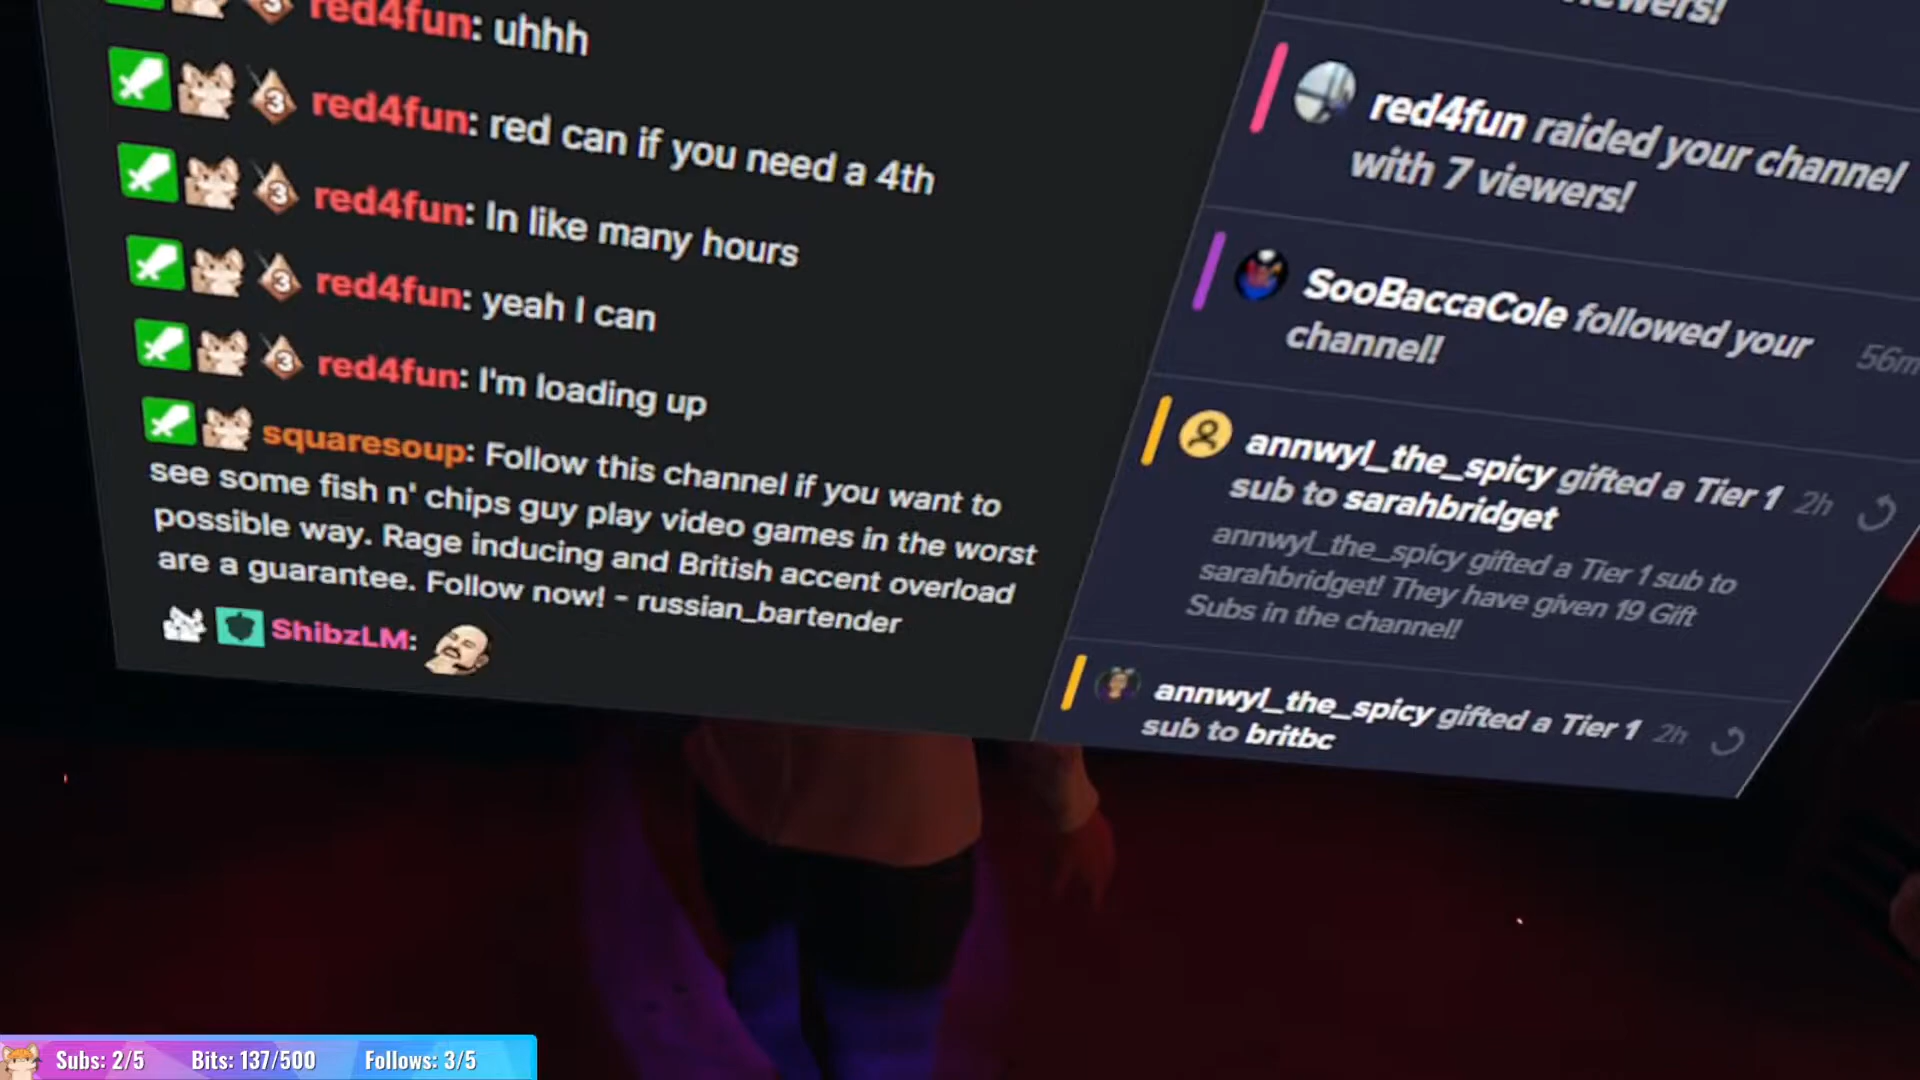 red4fun: uhhh
3 red4fun: red can if you need a 4th
3 red4fun: In like many hours
3 red4fun: yeah I can
3 red4fun: I'm loading up
squaresoup: Follow this channel if you want to
see some fish n' chips guy play video games in the worst
possible way. Rage inducing and British accent overload
are a guarantee. Follow now! - russian_bartender
ShibzLM:
viewers!
red4fun raided your channel
with 7 viewers!
SooBaccaCole followed your
channel!
56m
annwyl_the_spicy gifted a Tier 1 2h
sub to sarahbridget
annwyl_the_spicy gifted a Tier 1 sub to
sarahbridget! They have given 19 Gift
Subs in the channel!
annwyl_the_spicy gifted a Tier 1 2h
sub to britbc
Subs: 2/5 Bits: 137/500 Follows: 3/5